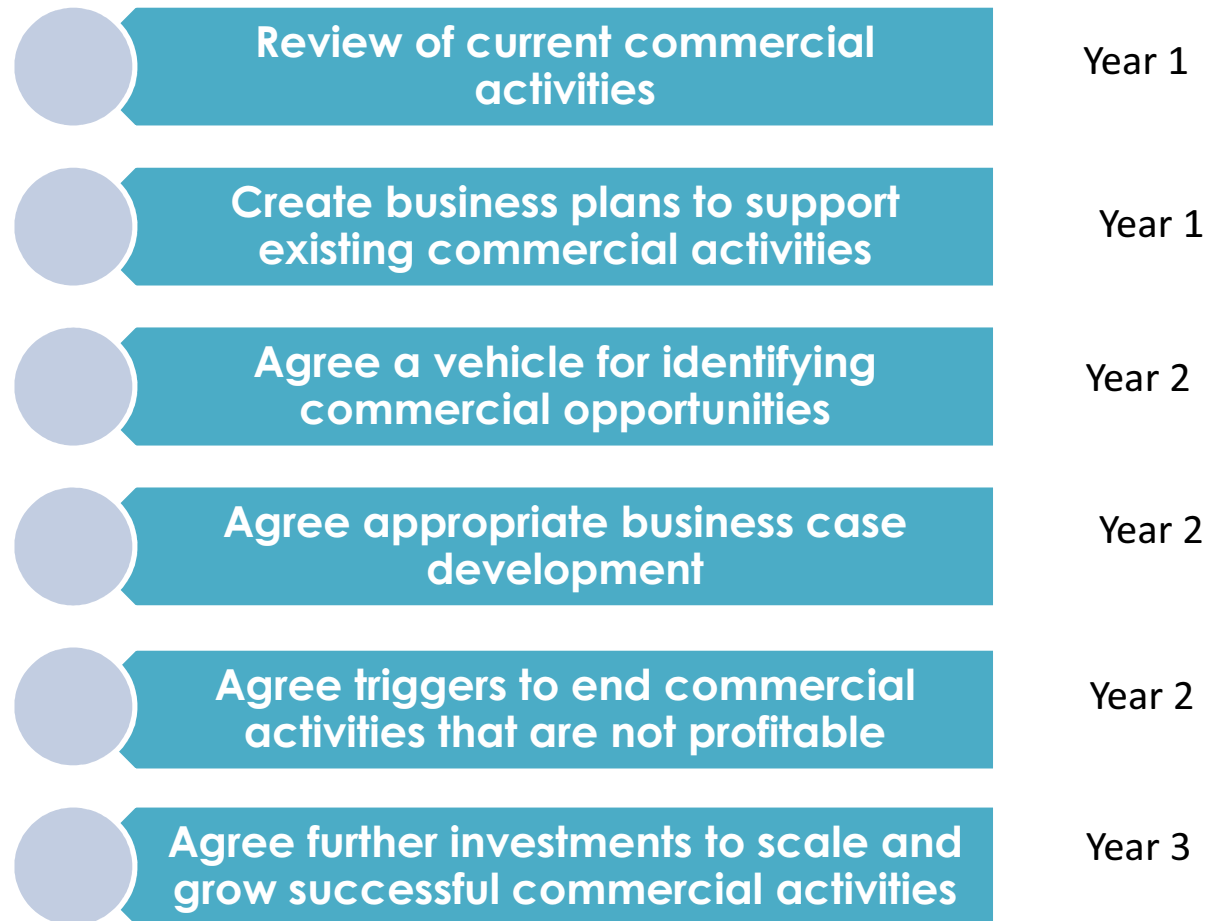 Review of current commercial
activities
Year 1
Create business plans to support
existing commercial activities
Year 1
Agree a vehicle for identifying
commercial opportunities
Year 2
Agree appropriate business case
development
Year 2
Agree triggers to end commercial
activities that are not profitable
Year 2
Agree further investments to scale and
grow successful commercial activities
Year 3